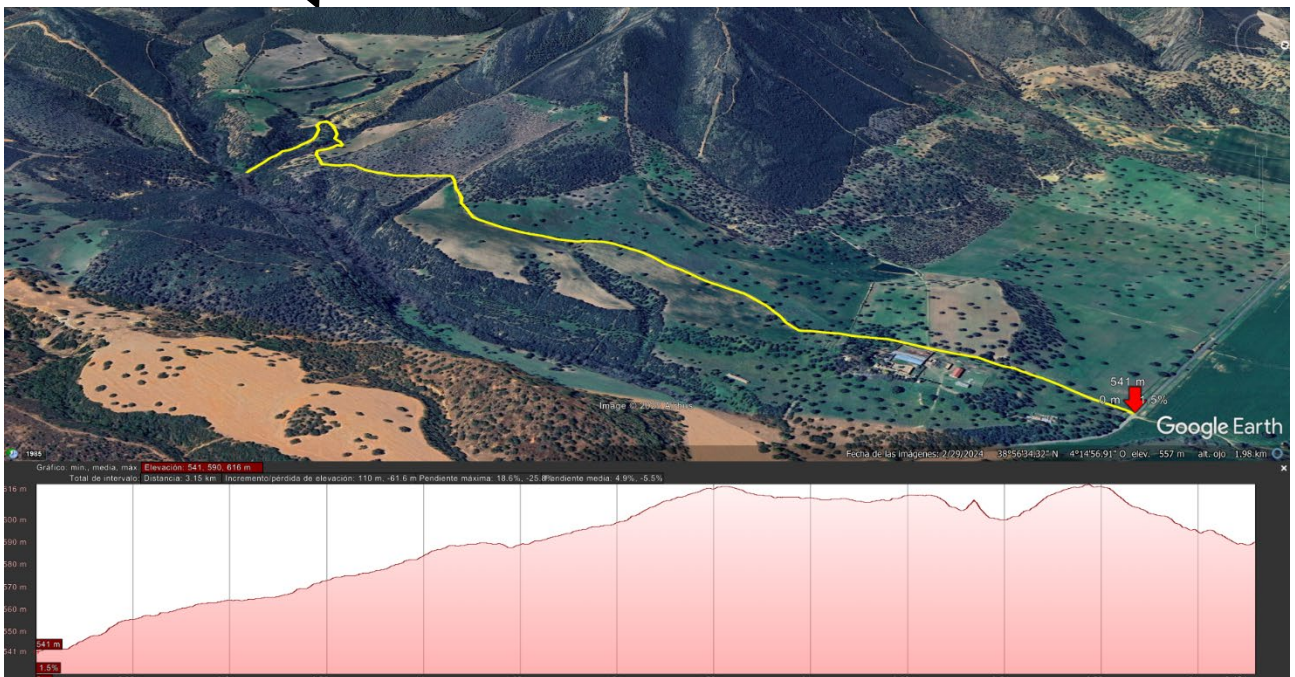 541 m
0 m 5%
Image © 2025 Airbus
Google Earth
1985
Fecha de las imágenes: 2/29/2024 38°56'34.32" N 4°14'56.91" O elev. 557 m alt. ojo 1.98 km
Gráfico: min., media, máx. Elevación: 541, 590, 616 m
Total de intervalo: Distancia: 3.15 km Incremento/pérdida de elevación: 110 m, -61.6 m Pendiente máxima: 18.6%, -25.8% Pendiente media: 4.9%, -5.5%
616 m
600 m
590 m
580 m
570 m
560 m
550 m
541 m
541 m
1.5%